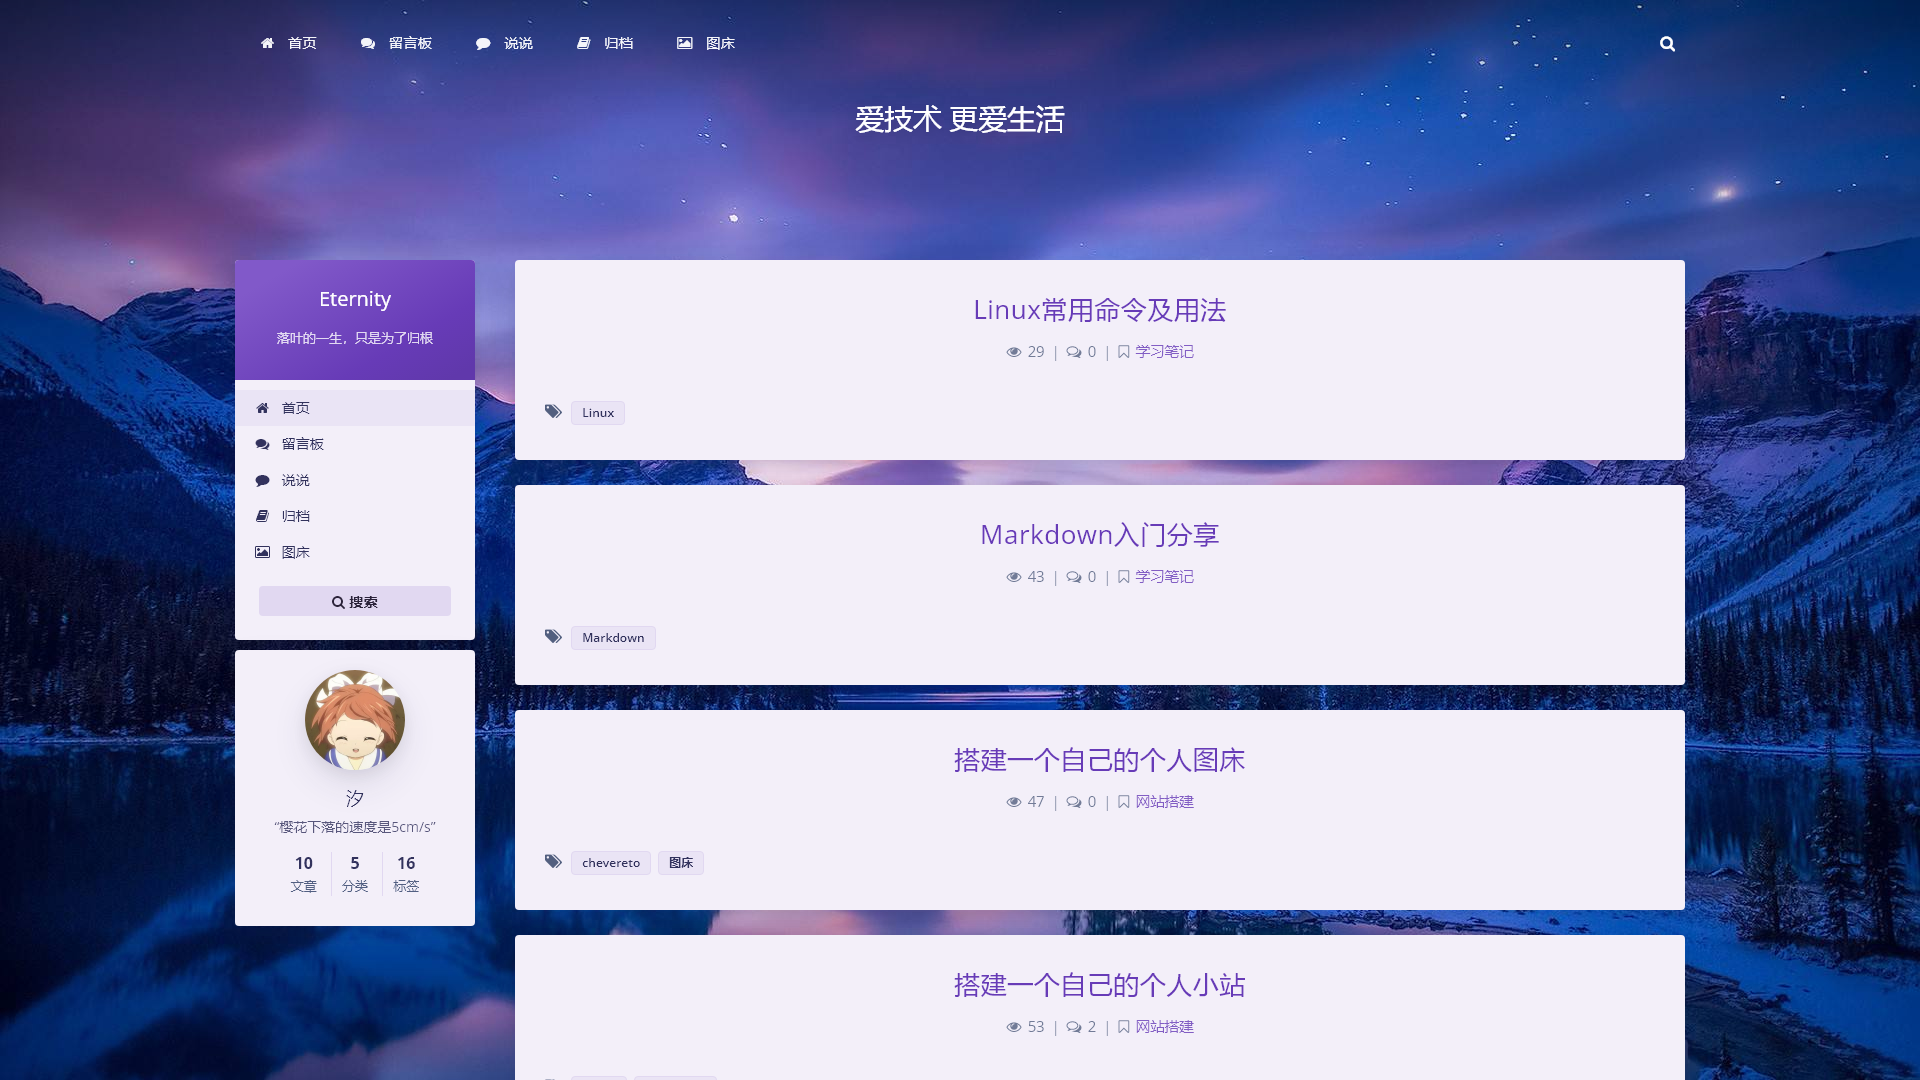 首页 留言板 说说 归档 图床
爱技术 更爱生活
Eternity
落叶的一生，只是为了归根
首页
留言板
说说
归档
图床
搜索
汐
“樱花下落的速度是5cm/s”
10 5 16
文章 分类 标签
Linux常用命令及用法
29 | 0 | 学习笔记
Linux
Markdown入门分享
43 | 0 | 学习笔记
Markdown
搭建一个自己的个人图床
47 | 0 | 网站搭建
chevereto 图床
搭建一个自己的个人小站
53 | 2 | 网站搭建